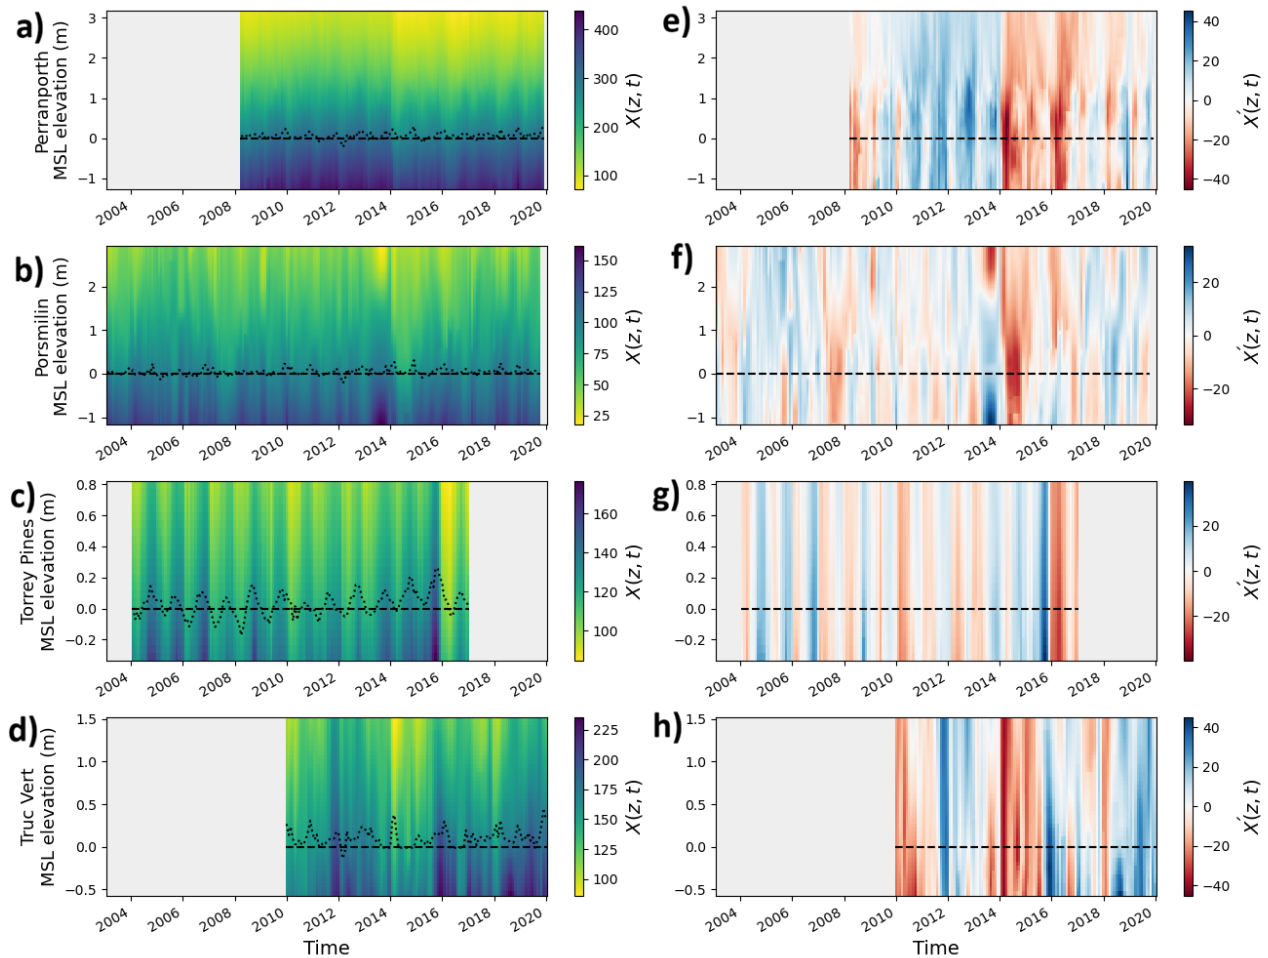 a)
Perranporth
MSL elevation (m)
3
2
1
0
−1
2004 2006 2008 2010 2012 2014 2016 2018 2020
400
300
200
100
X(z, t)
e)
3
2
1
0
−1
2004 2006 2008 2010 2012 2014 2016 2018 2020
40
20
0
−20
−40
X́(z, t)
b)
Porsmilin
MSL elevation (m)
2
1
0
−1
2004 2006 2008 2010 2012 2014 2016 2018 2020
150
125
100
75
50
25
X(z, t)
f)
2
1
0
−1
2004 2006 2008 2010 2012 2014 2016 2018 2020
20
0
−20
X́(z, t)
c)
Torrey Pines
MSL elevation (m)
0.8
0.6
0.4
0.2
0.0
−0.2
2004 2006 2008 2010 2012 2014 2016 2018 2020
160
140
120
100
X(z, t)
g)
0.8
0.6
0.4
0.2
0.0
−0.2
2004 2006 2008 2010 2012 2014 2016 2018 2020
20
0
−20
X́(z, t)
d)
Truc Vert
MSL elevation (m)
1.5
1.0
0.5
0.0
−0.5
2004 2006 2008 2010 2012 2014 2016 2018 2020
Time
225
200
175
150
125
100
X(z, t)
h)
1.5
1.0
0.5
0.0
−0.5
2004 2006 2008 2010 2012 2014 2016 2018 2020
Time
40
20
0
−20
−40
X́(z, t)